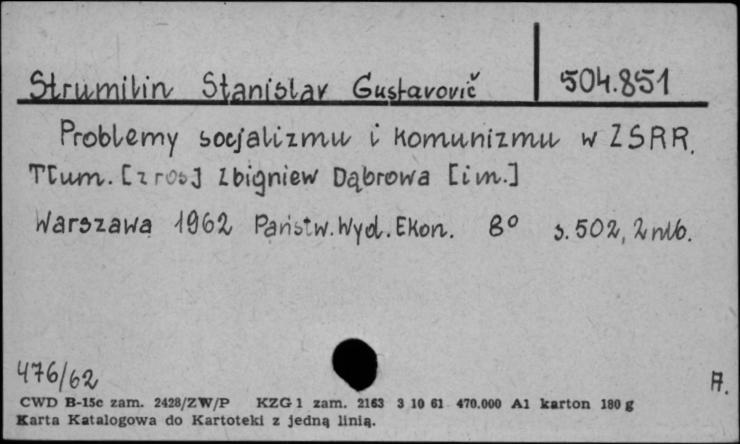 Strumilin Stanislav Gustavovič 504.851
Problemy socjalizmu i komunizmu w ZSRR.
Tłum. [z ros] Zbigniew Dąbrowa [i m.]
Warszawa 1962 Państw. Wyd. Ekon. 8° s. 502, 2 nlb.
476/62 A.
CWD B-15c zam. 2428/ZW/P KZG 1 zam. 2163 3 10 61 470.000 A1 karton 180 g
Karta Katalogowa do Kartoteki z jedną linią.